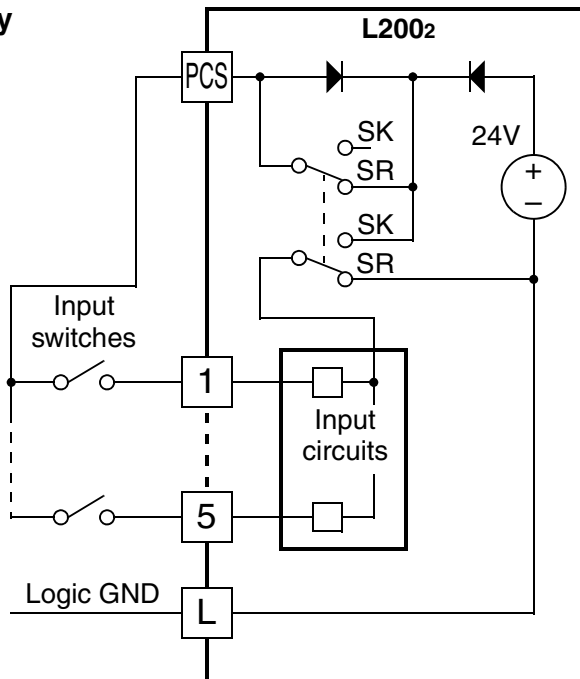 y
L2002
PCS
SK
24V
SR
+
–
SK
SR
Input
switches
1
Input
circuits
5
Logic GND
L